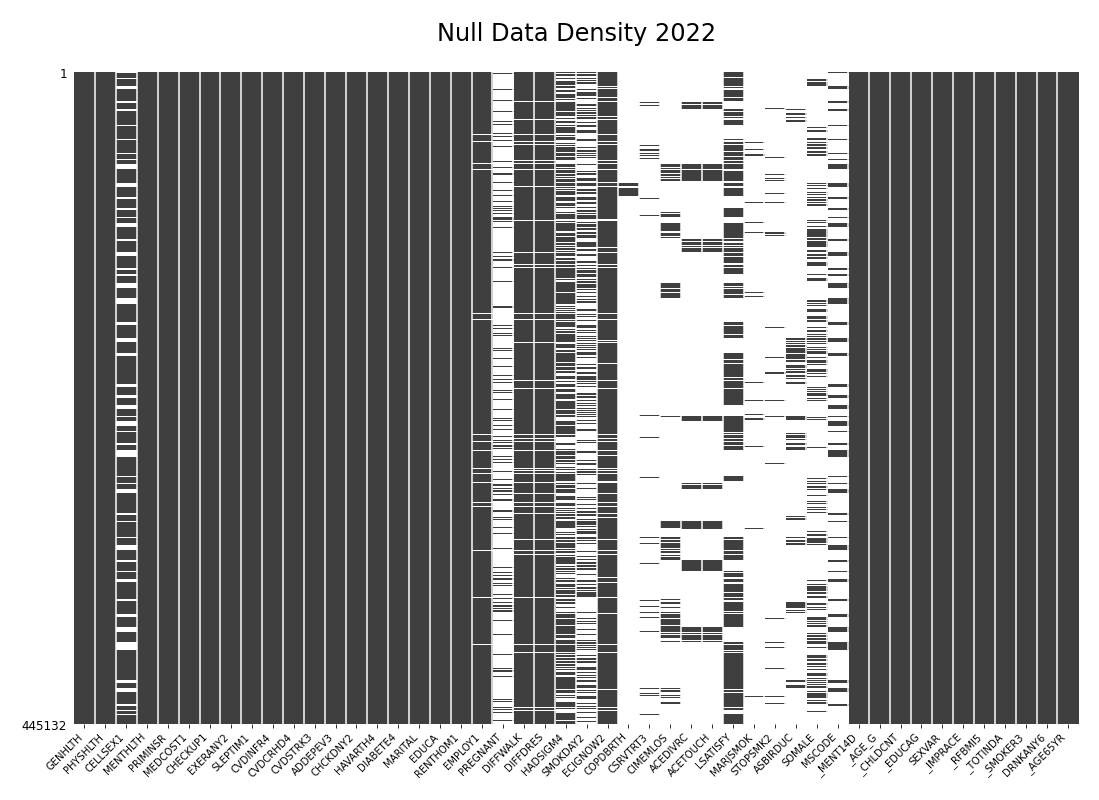 Null Data Density 2022
1
445132
GENHLTH
PHYSHLTH
CELLSEX1
MENTHLTH
PRIMINSR
MEDCOST1
CHECKUP1
EXERANY2
SLEPTIM1
CVDINFR4
CVDCRHD4
CVDSTRK3
ADDEPEV3
CHCKDNY2
HAVARTH4
DIABETE4
MARITAL
EDUCA
RENTHOM1
EMPLOY1
PREGNANT
DIFFWALK
DIFFDRES
HADSIGM4
SMOKDAY2
ECIGNOW2
COPDBRTH
CSRVTRT3
CIMEMLOS
ACEDIVRC
ACETOUCH
LSATISFY
MARJSMOK
STOPSMK2
ASBIRDUC
SOMALE
MSCODE
_MENT14D
_AGE_G
_CHLDCNT
_EDUCAG
SEXVAR
_IMPRACE
_RFBMI5
_TOTINDA
_SMOKER3
DRNKANY6
_AGE65YR